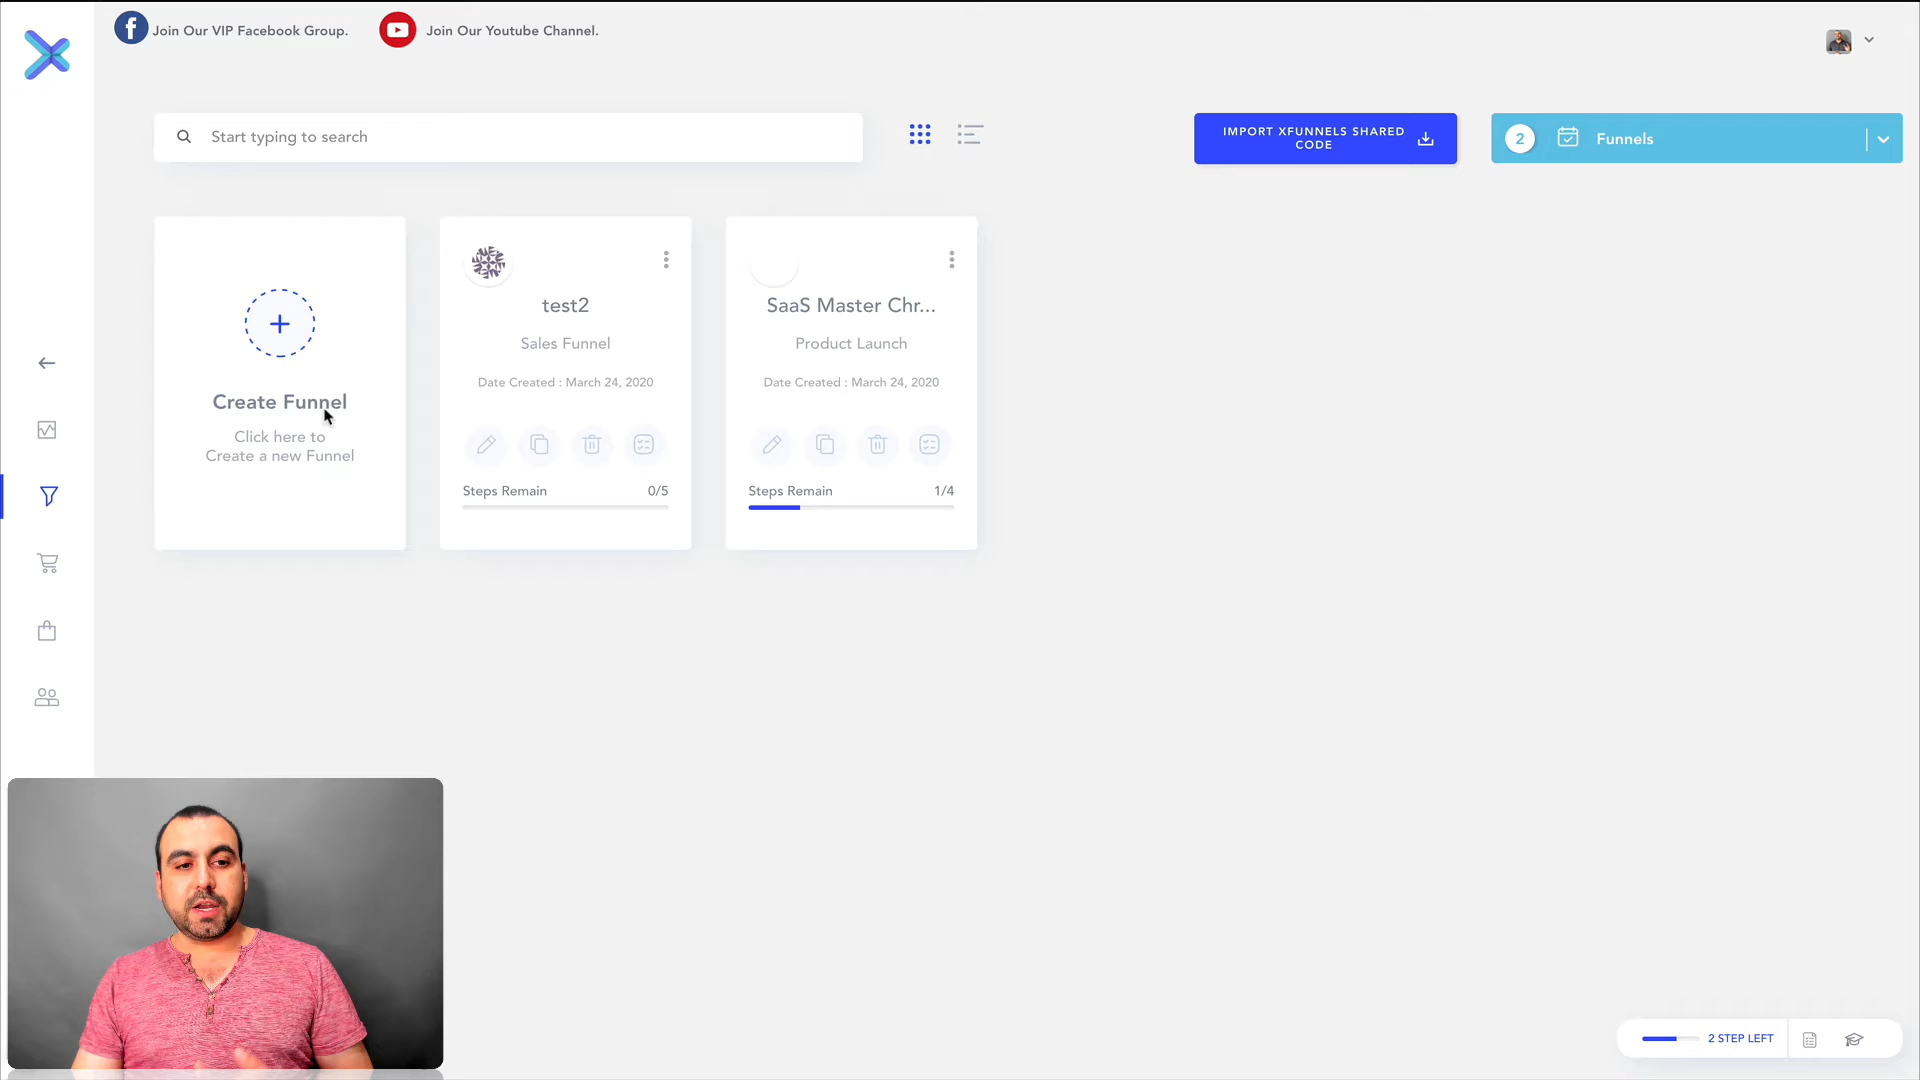 Join Our VIP Facebook Group.
Join Our Youtube Channel.
Start typing to search
IMPORT XFUNNELS SHARED
CODE
2
Funnels
Create Funnel
Click here to
Create a new Funnel
test2
Sales Funnel
Date Created : March 24, 2020
Steps Remain 0/5
SaaS Master Chr...
Product Launch
Date Created : March 24, 2020
Steps Remain 1/4
2 STEP LEFT